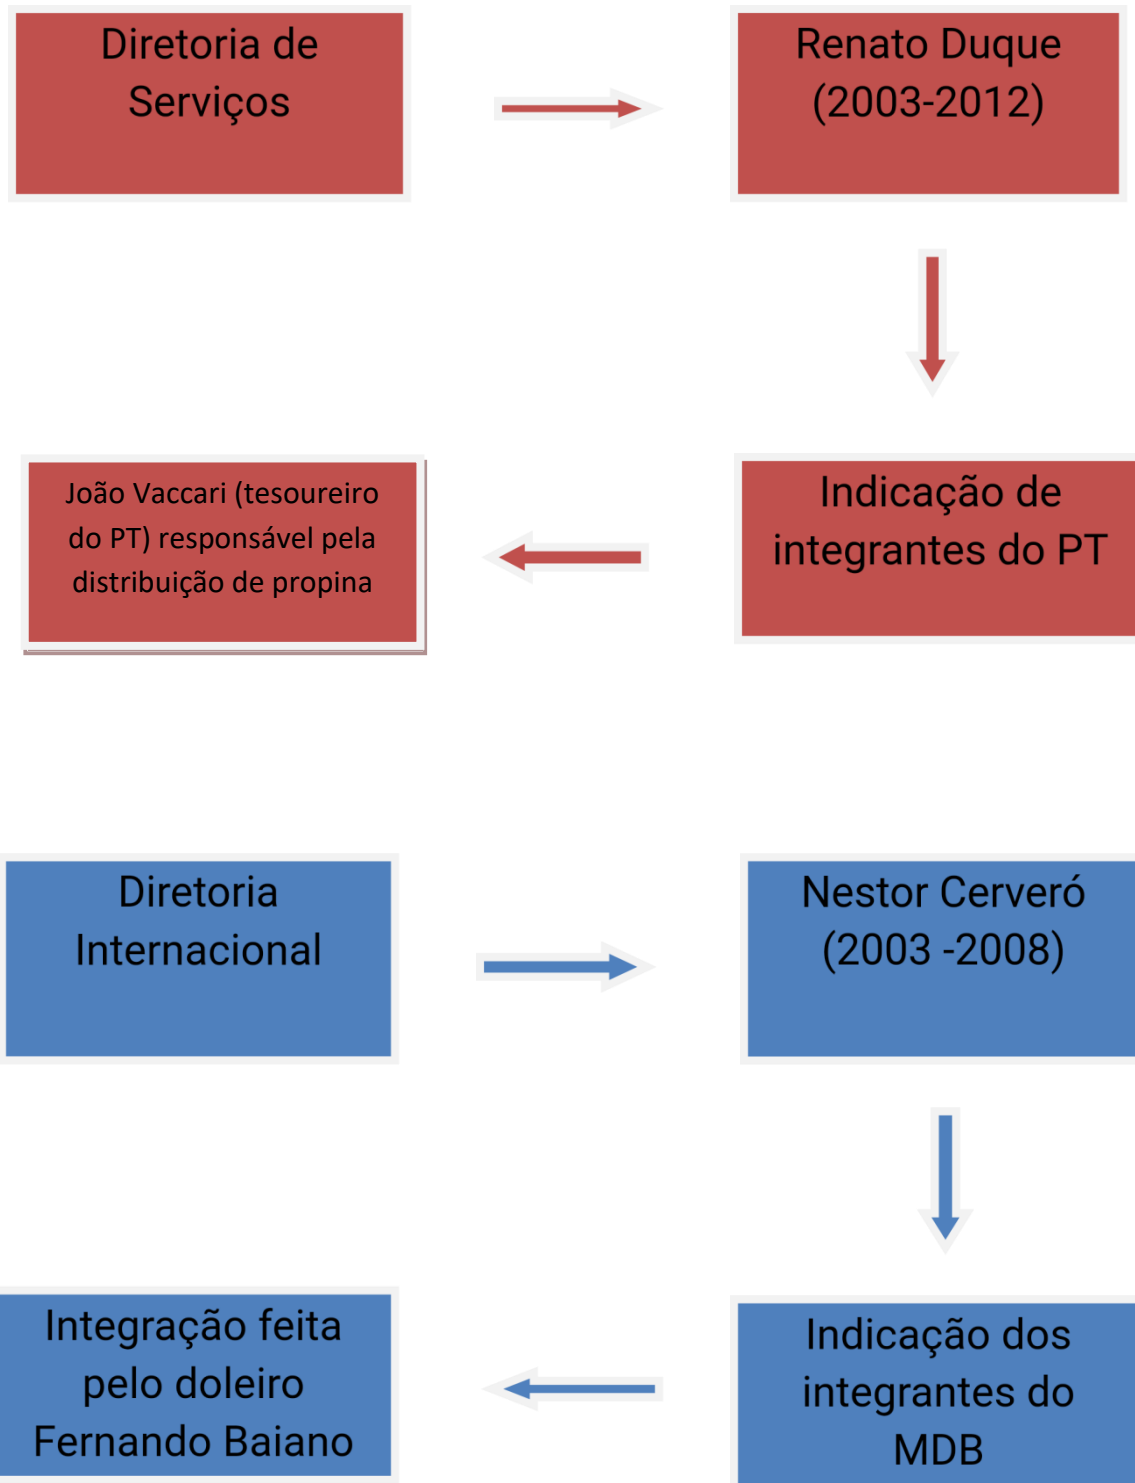 Diretoria de
Serviços
Renato Duque
(2003-2012)
Indicação de
integrantes do PT
João Vaccari (tesoureiro
do PT) responsável pela
distribuição de propina
Diretoria
Internacional
Nestor Cerveró
(2003 -2008)
Indicação dos
integrantes do
MDB
Integração feita
pelo doleiro
Fernando Baiano